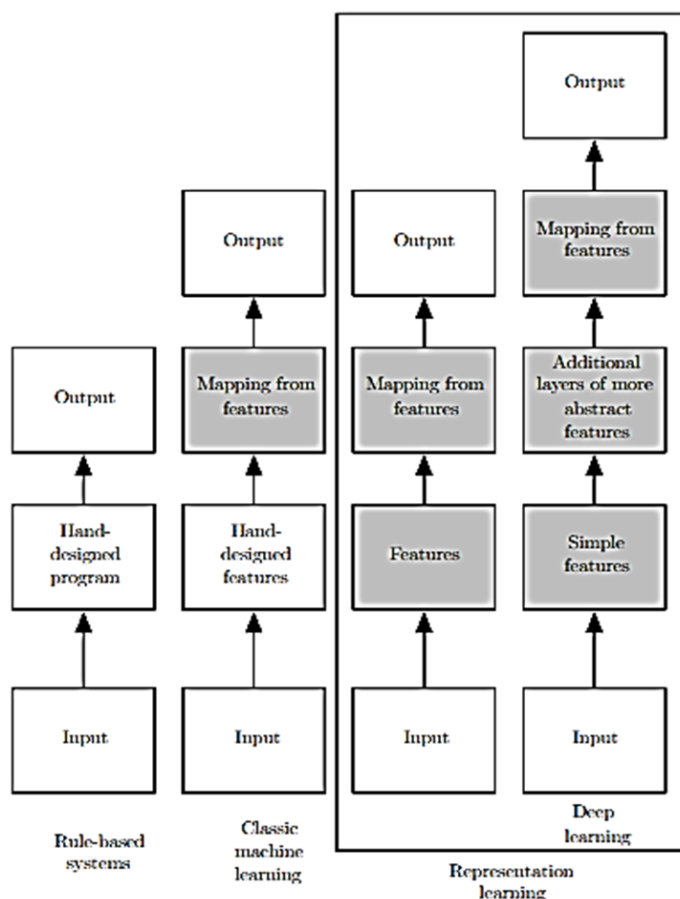 Output
Output
Output
Mapping from
features
Output
Mapping from
features
Mapping from
features
Additional
layers of more
abstract
features
Hand-
designed
program
Hand-
designed
features
Features
Simple
features
Input
Input
Input
Input
Rule-based
systems
Classic
machine
learning
Deep
learning
Representation
learning